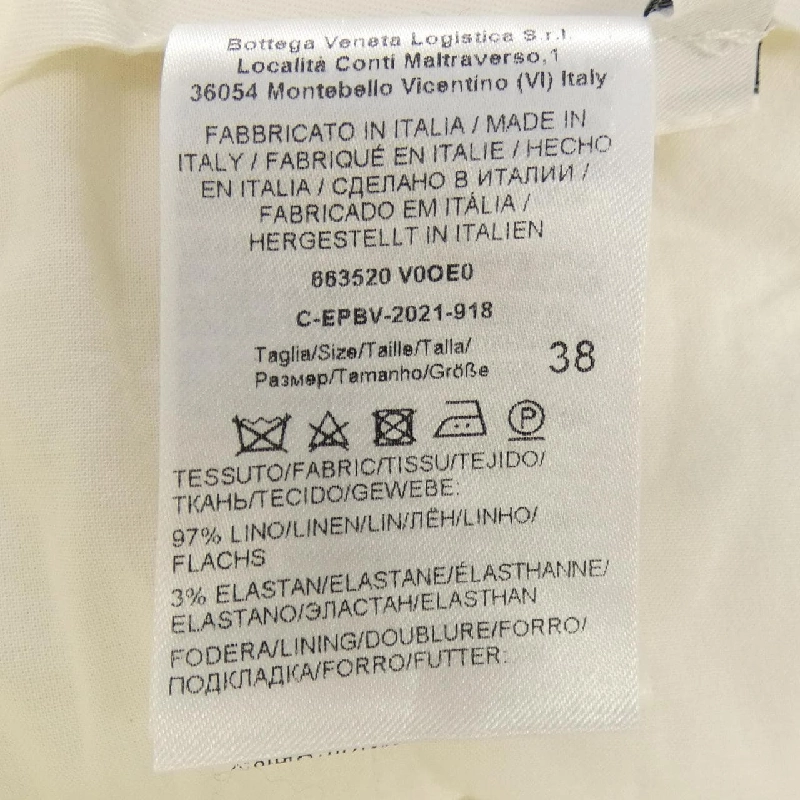 Bottega Veneta Logistica S.r.l.
Località Conti Maltraverso,1
36054 Montebello Vicentino (VI) Italy
FABBRICATO IN ITALIA / MADE IN
ITALY / FABRIQUÉ EN ITALIE / HECHO
EN ITALIA / СДЕЛАНО В ИТАЛИИ /
FABRICADO EM ITÁLIA /
HERGESTELLT IN ITALIEN
663520 V0OE0
C-EPBV-2021-918
Taglia/Size/Taille/Talla/
Размер/Tamanho/Größe
38
P
TESSUTO/FABRIC/TISSU/TEJIDO/
ТКАНЬ/TECIDO/GEWEBE:
97% LINO/LINEN/LIN/ЛЁН/LINHO/
FLACHS
3% ELASTAN/ELASTANE/ÉLASTHANNE/
ELASTANO/ЭЛАСТАН/ELASTHAN
FODERA/LINING/DOUBLURE/FORRO/
ПОДКЛАДКА/FORRO/FUTTER: